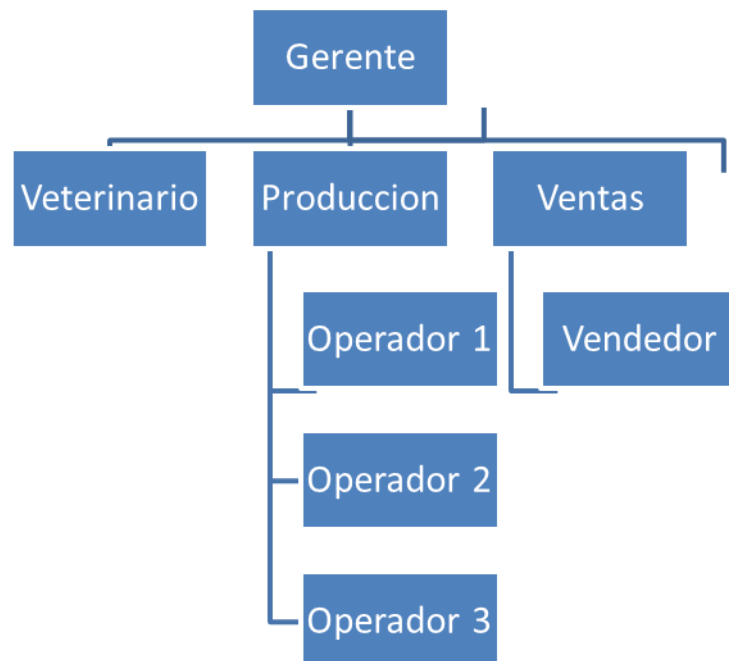 Gerente
Veterinario
Produccion
Ventas
Operador 1
Vendedor
Operador 2
Operador 3